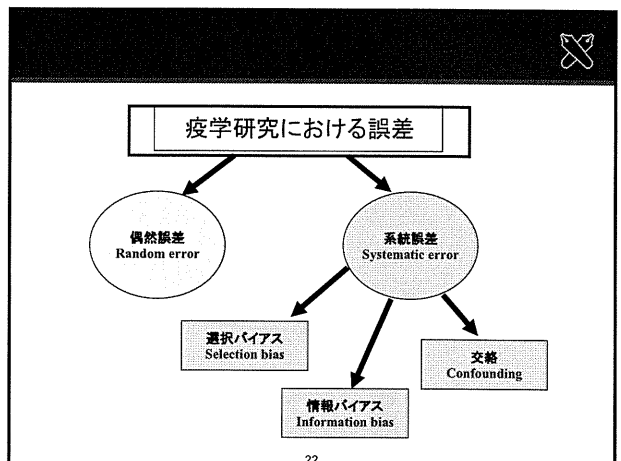 疫学研究における誤差
偶然誤差
Random error
系統誤差
Systematic error
選択バイアス
Selection bias
交絡
Confounding
情報バイアス
Information bias
22